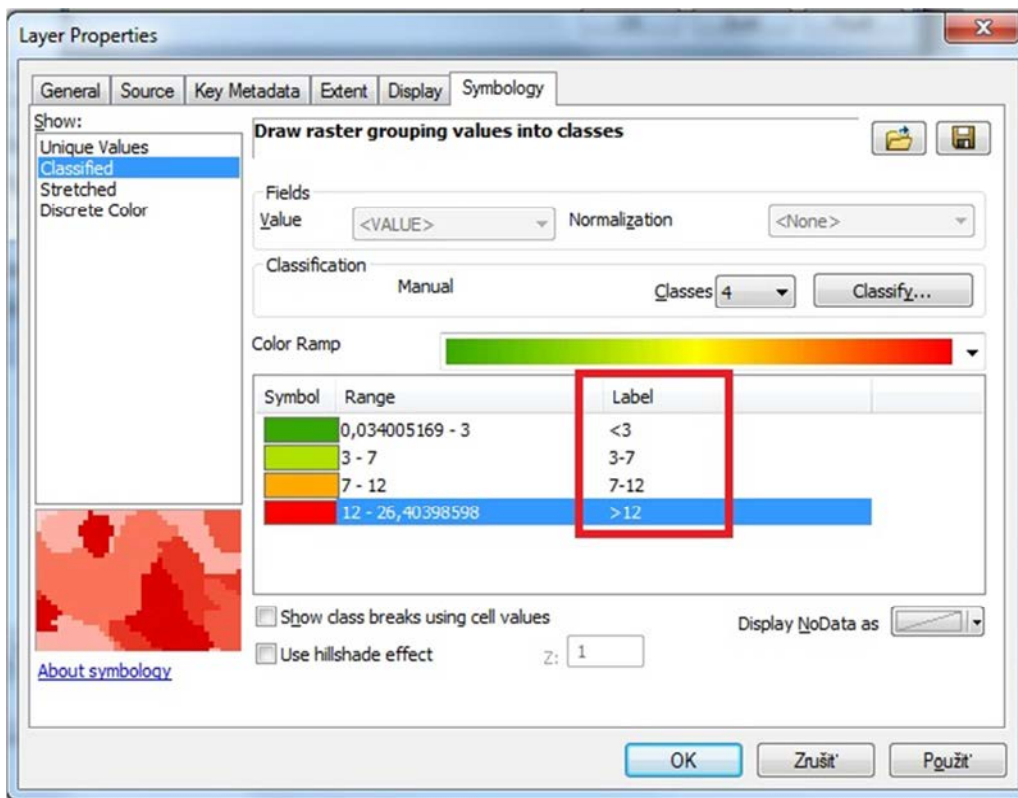 Layer Properties
General Source Key Metadata Extent Display Symbology
Show:
Unique Values
Classified
Stretched
Discrete Color
Draw raster grouping values into classes
Fields
Value <VALUE> Normalization <None>
Classification
Manual Classes 4 Classify...
Color Ramp
Symbol Range Label
0,034005169 - 3 <3
3 - 7 3-7
7 - 12 7-12
12 - 26,40398598 >12
Show class breaks using cell values Display NoData as
Use hillshade effect Z: 1
About symbology
OK Zrušiť Použiť